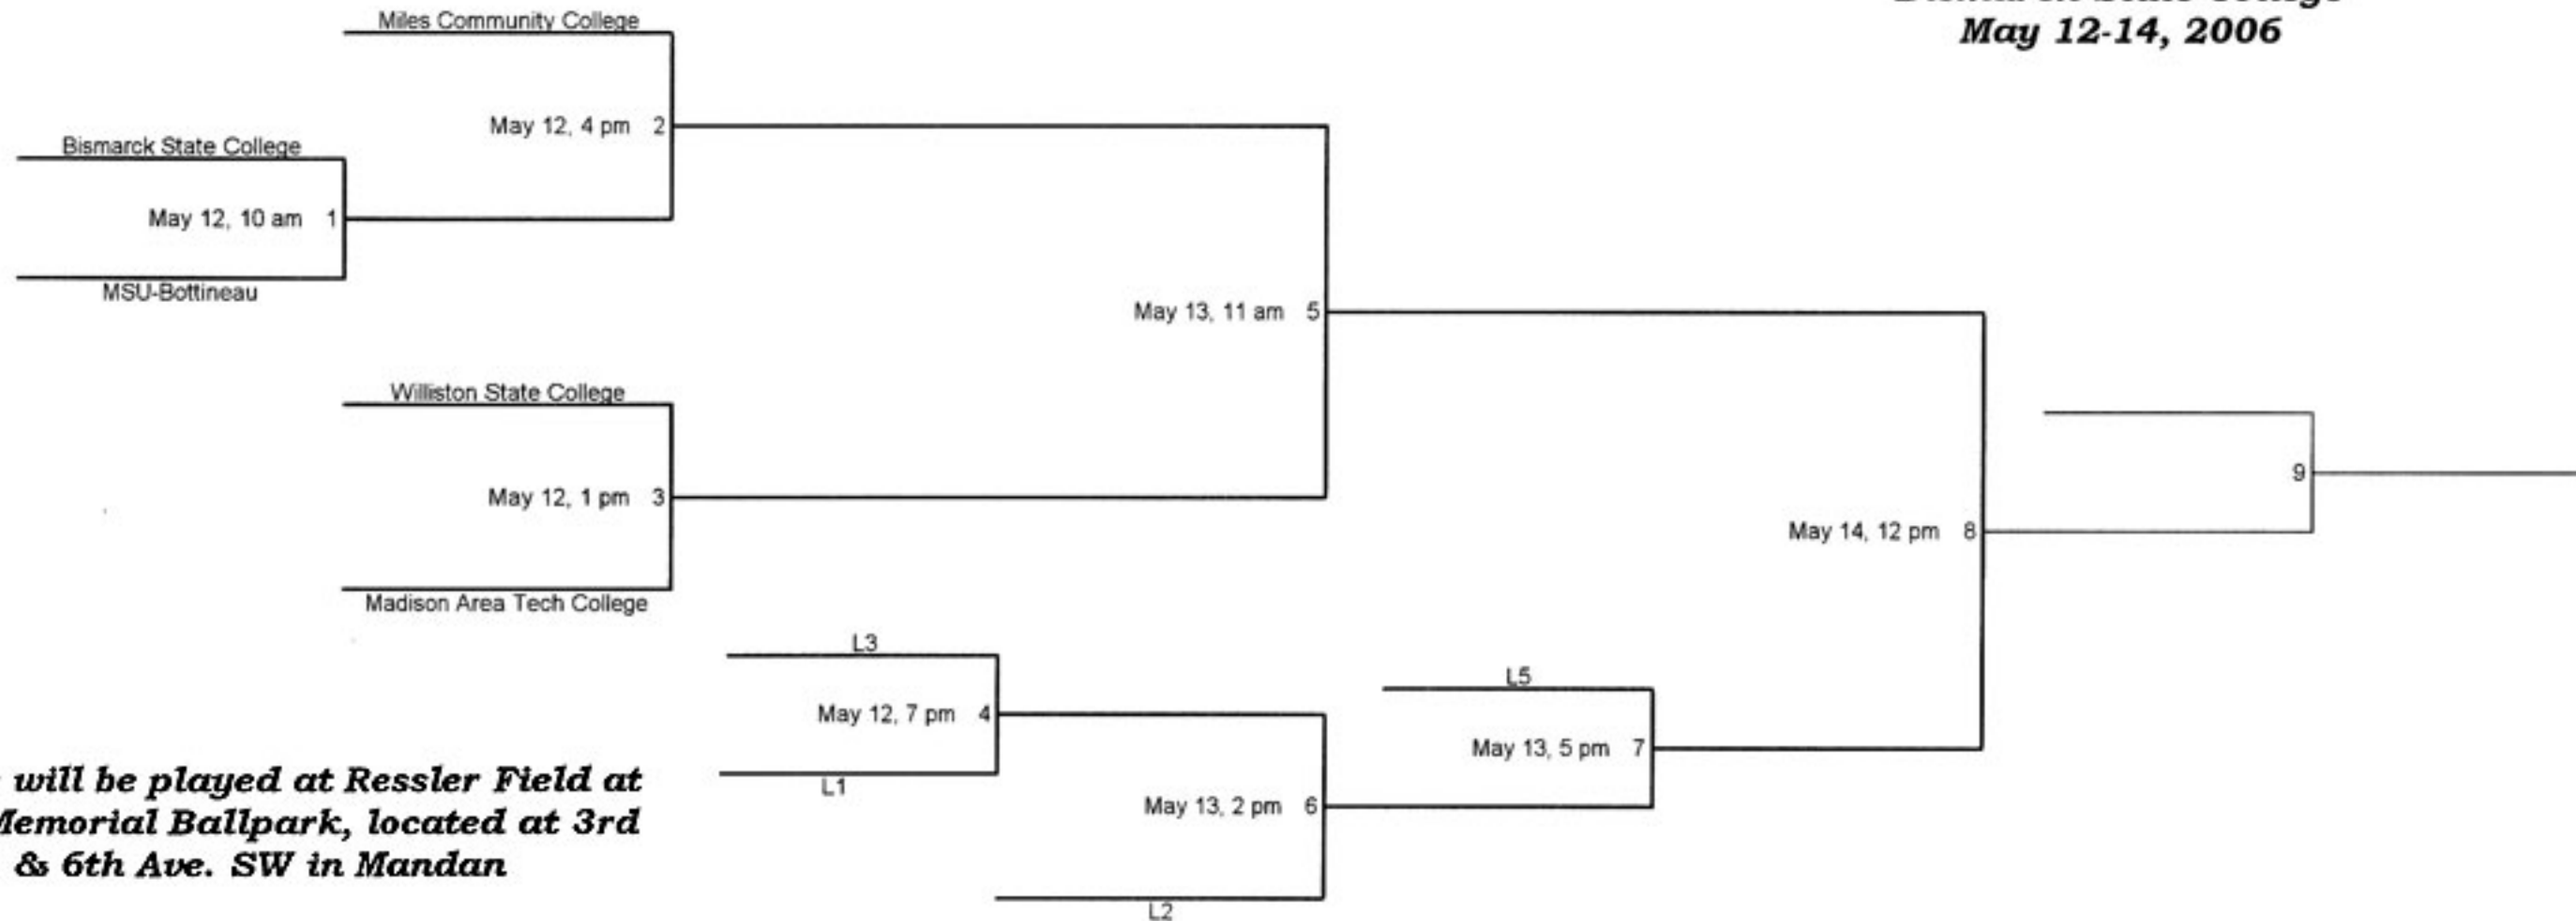 Miles Community College
May 12-14, 2006
May 12, 4 pm 2
Bismarck State College
May 12, 10 am 1
MSU-Bottineau
May 13, 11 am 5
Williston State College
May 12, 1 pm 3
Madison Area Tech College
9
May 14, 12 pm 8
L3
May 12, 7 pm 4
L1
L5
May 13, 5 pm 7
May 13, 2 pm 6
L2
will be played at Ressler Field at
Memorial Ballpark, located at 3rd
& 6th Ave. SW in Mandan